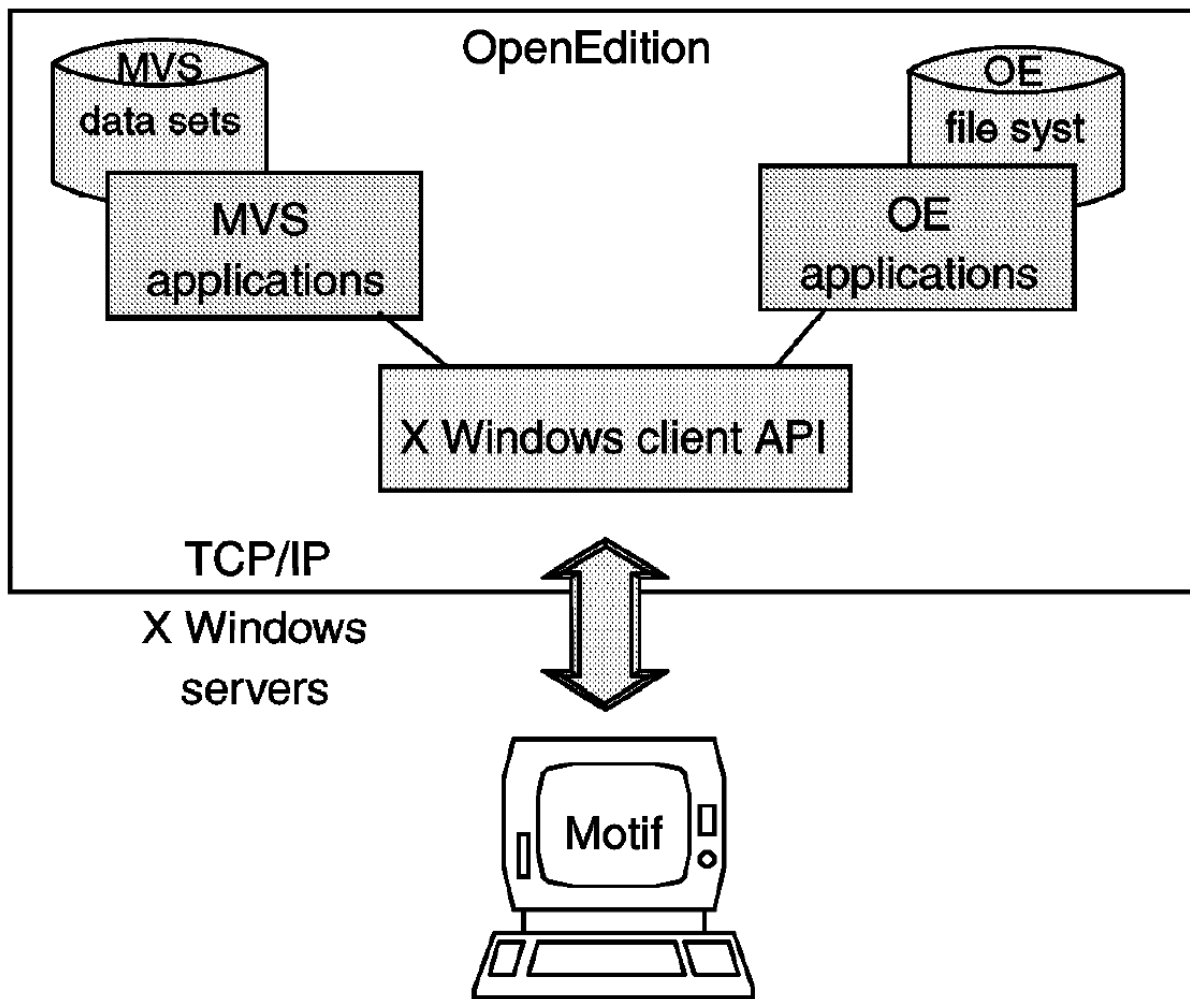 OpenEdition
MVS
data sets
MVS
applications
OE
file syst
OE
applications
X Windows client API
TCP/IP
X Windows
servers
Motif